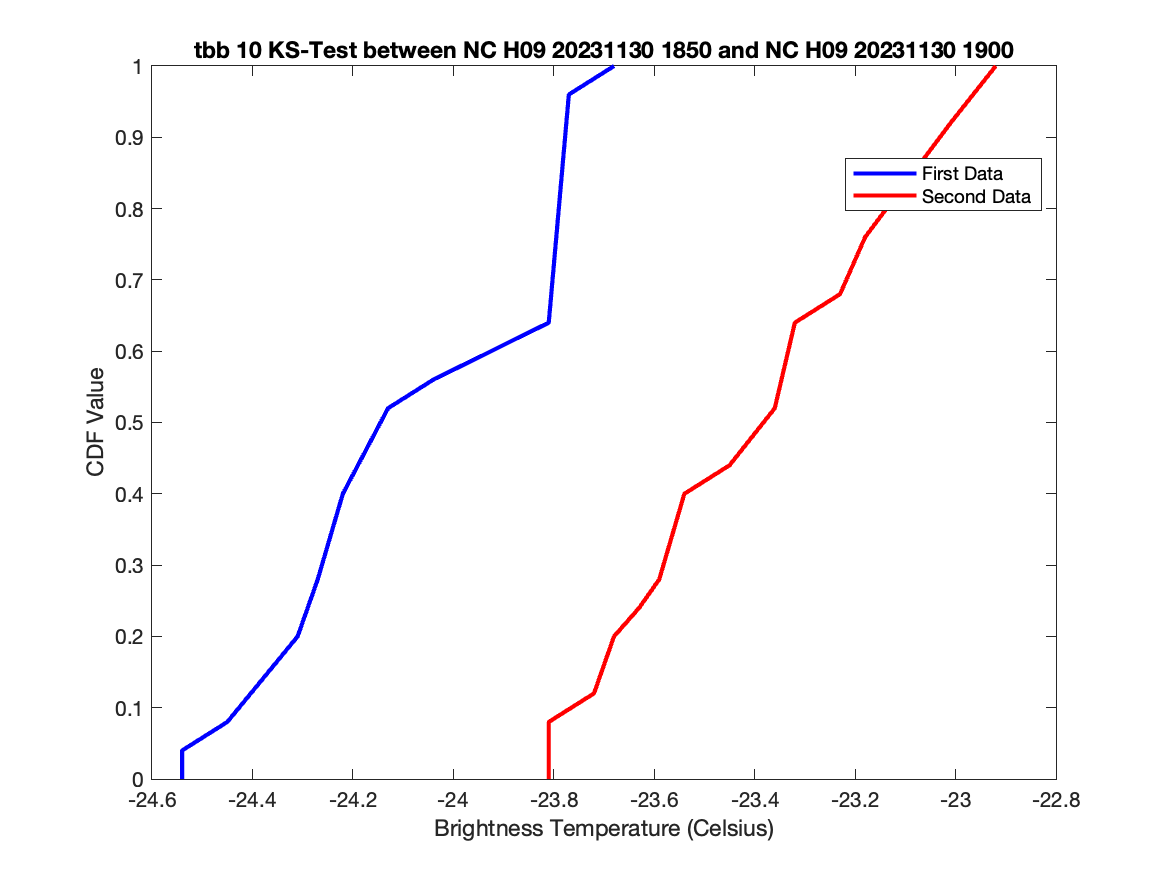 tbb 10 KS-Test between NC H09 20231130 1850 and NC H09 20231130 1900
1
0.9
0.8
0.7
0.6
0.5
0.4
0.3
0.2
0.1
0
CDF Value
First Data
Second Data
-24.6 -24.4 -24.2 -24 -23.8 -23.6 -23.4 -23.2 -23 -22.8
Brightness Temperature (Celsius)